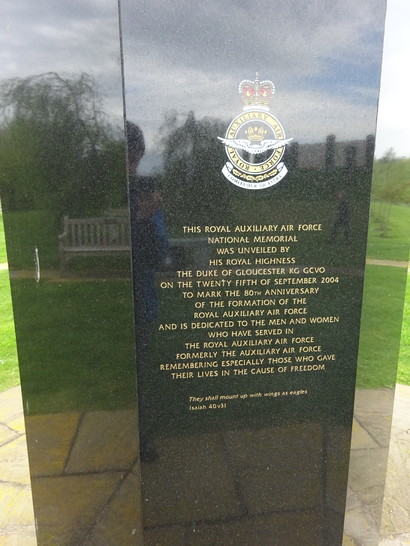 ROYAL AUXILIARY AIR FORCE
THIS ROYAL AUXILIARY AIR FORCE
NATIONAL MEMORIAL
WAS UNVEILED BY
HIS ROYAL HIGHNESS
THE DUKE OF GLOUCESTER KG GCVO
ON THE TWENTY FIFTH OF SEPTEMBER 2004
TO MARK THE 80TH ANNIVERSARY
OF THE FORMATION OF THE
ROYAL AUXILIARY AIR FORCE
AND IS DEDICATED TO THE MEN AND WOMEN
WHO HAVE SERVED IN
THE ROYAL AUXILIARY AIR FORCE
FORMERLY THE AUXILIARY AIR FORCE
REMEMBERING ESPECIALLY THOSE WHO GAVE
THEIR LIVES IN THE CAUSE OF FREEDOM
They shall mount up with wings as eagles
Isaiah 40v31